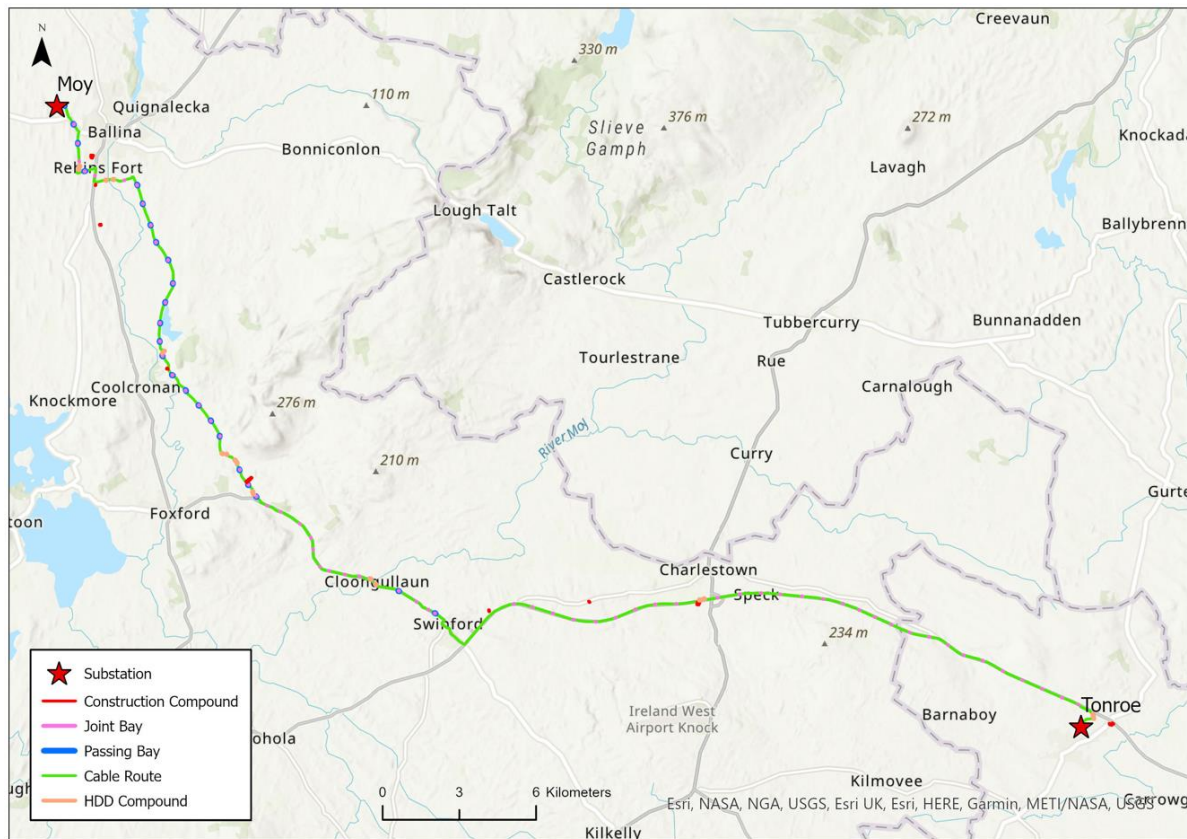 N
Creevaun
330 m
Moy
Quignalecka
110 m
Ballina
Slieve
Gamph
376 m
272 m
Knockada
Bonniconlon
Rehins Fort
Lavagh
Lough Talt
Ballybrenn
Castlerock
Tubbercurry
Bunnanadden
Tourlestrane
Rue
Coolcronan
Carnalough
Knockmore
276 m
River Moy
Curry
210 m
Gurte
Foxford
toon
Charlestown
Cloongullaun
Speck
Swinford
234 m
Tonroe
Ireland West
Airport Knock
Barnaboy
ohola
Kilmovee
Carrowg
Kilkelly
Substation
Construction Compound
Joint Bay
Passing Bay
Cable Route
HDD Compound
0 3 6 Kilometers
Esri, NASA, NGA, USGS, Esri UK, Esri, HERE, Garmin, METI/NASA, USGS